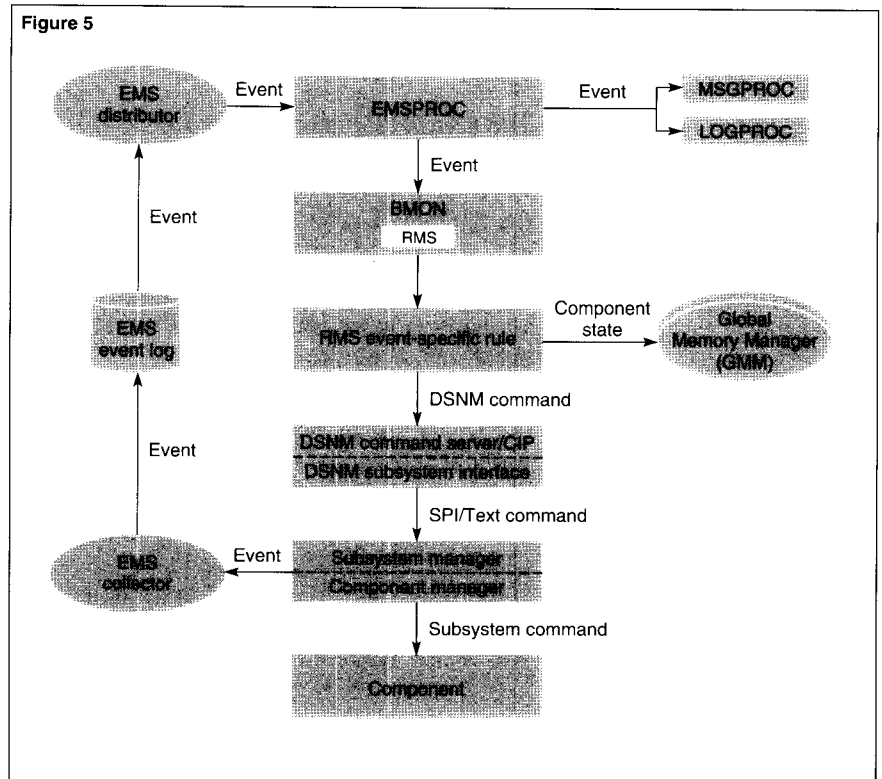 Figure 5
EMS
distributor
Event
EMSPROC
Event
MSGPROC
LOGPROC
Event
Event
BMON
RMS
EMS
event log
RMS event-specific rule
Component
state
Global
Memory Manager
(GMM)
DSNM command
Event
DSNM command server/CIP
DSNM subsystem interface
SPI/Text command
EMS
collector
Event
Subsystem manager
Component manager
Subsystem command
Component